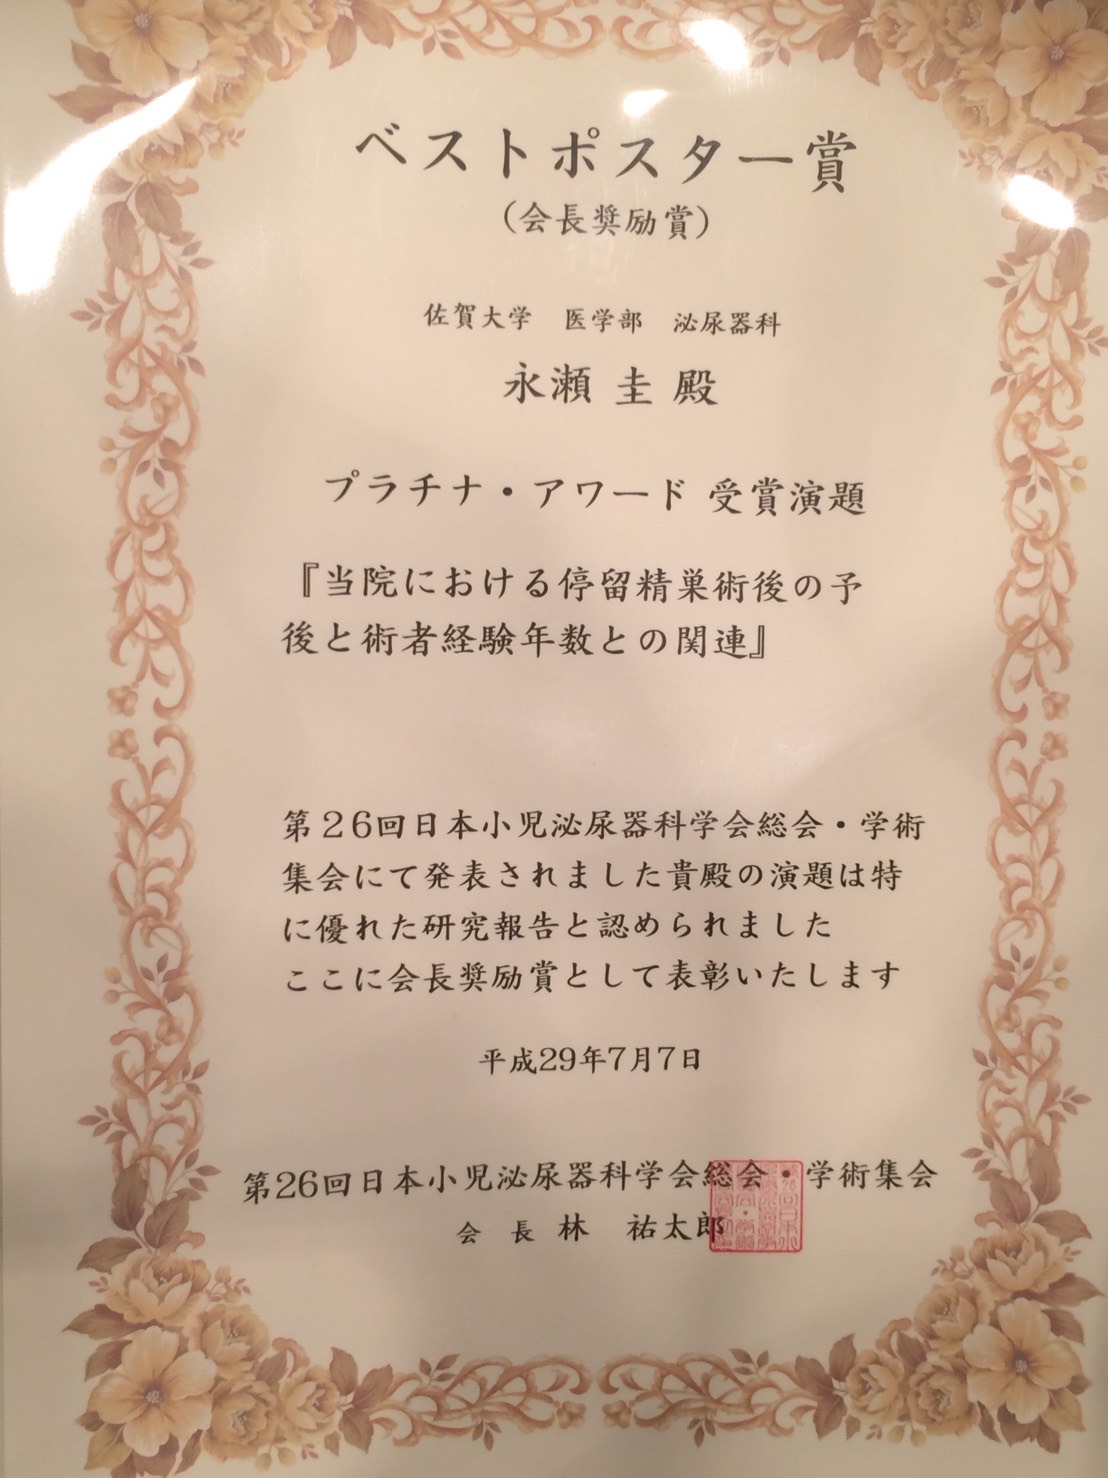 ベストポスター賞
（会長奨励賞）
佐賀大学　医学部　泌尿器科
永瀬 圭 殿
プラチナ・アワード 受賞演題
『当院における停留精巣術後の予
後と術者経験年数との関連』
第２6回日本小児泌尿器科学会総会・学術
集会にて発表されました貴殿の演題は特
に優れた研究報告と認められました
ここに会長奨励賞として表彰いたします
平成29年7月7日
第26回日本小児泌尿器科学会総会・学術集会
会 長 林　祐太郎